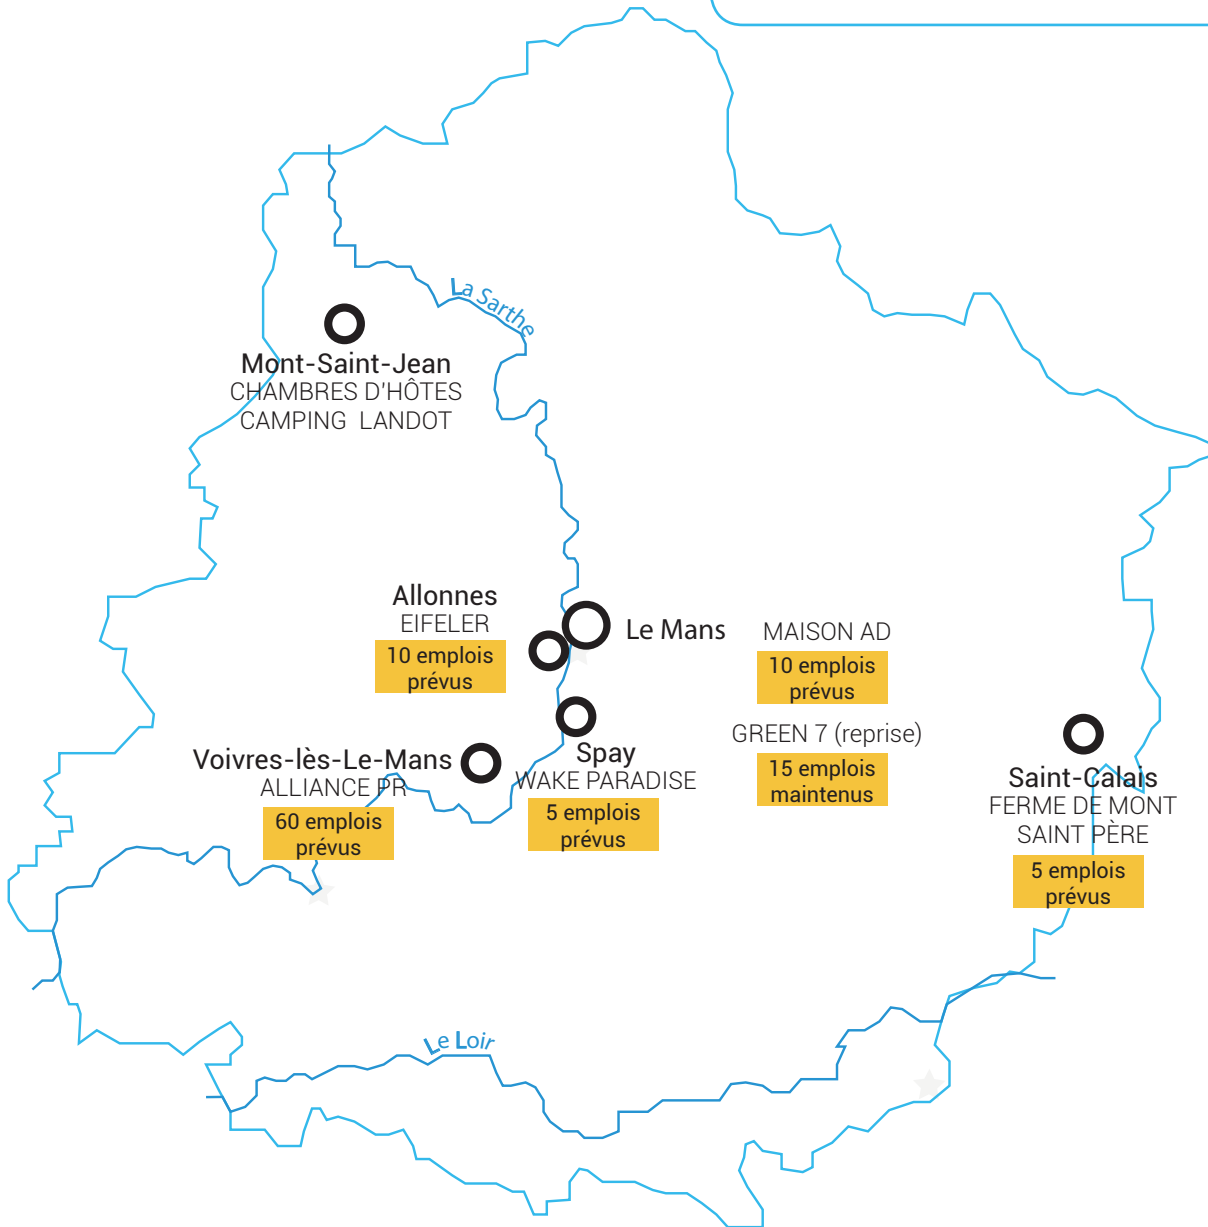 La Sarthe
Mont-Saint-Jean
CHAMBRES D'HÔTES
CAMPING LANDOT
Allonnes
EIFELER
10 emplois
prévus
Le Mans
MAISON AD
10 emplois
prévus
GREEN 7 (reprise)
15 emplois
maintenus
Voivres-lès-Le-Mans
ALLIANCE PR
60 emplois
prévus
Spay
WAKE PARADISE
5 emplois
prévus
Saint-Calais
FERME DE MONT
SAINT PÈRE
5 emplois
prévus
Le Loir